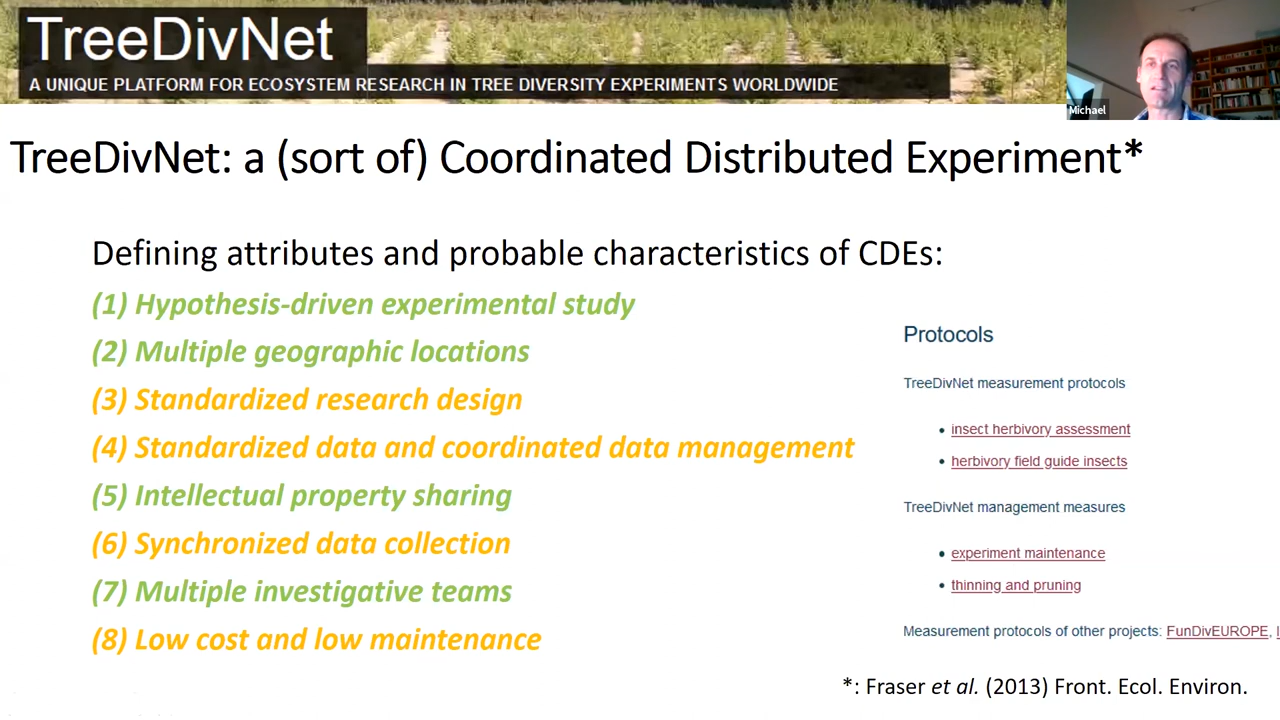 TreeDivNet
A UNIQUE PLATFORM FOR ECOSYSTEM RESEARCH IN TREE DIVERSITY EXPERIMENTS WORLDWIDE
Michael
TreeDivNet: a (sort of) Coordinated Distributed Experiment*
Defining attributes and probable characteristics of CDEs:
(1) Hypothesis-driven experimental study
(2) Multiple geographic locations
(3) Standardized research design
(4) Standardized data and coordinated data management
(5) Intellectual property sharing
(6) Synchronized data collection
(7) Multiple investigative teams
(8) Low cost and low maintenance
Protocols
TreeDivNet measurement protocols
• insect herbivory assessment
• herbivory field guide insects
TreeDivNet management measures
• experiment maintenance
• thinning and pruning
Measurement protocols of other projects: FunDivEUROPE,
*: Fraser et al. (2013) Front. Ecol. Environ.